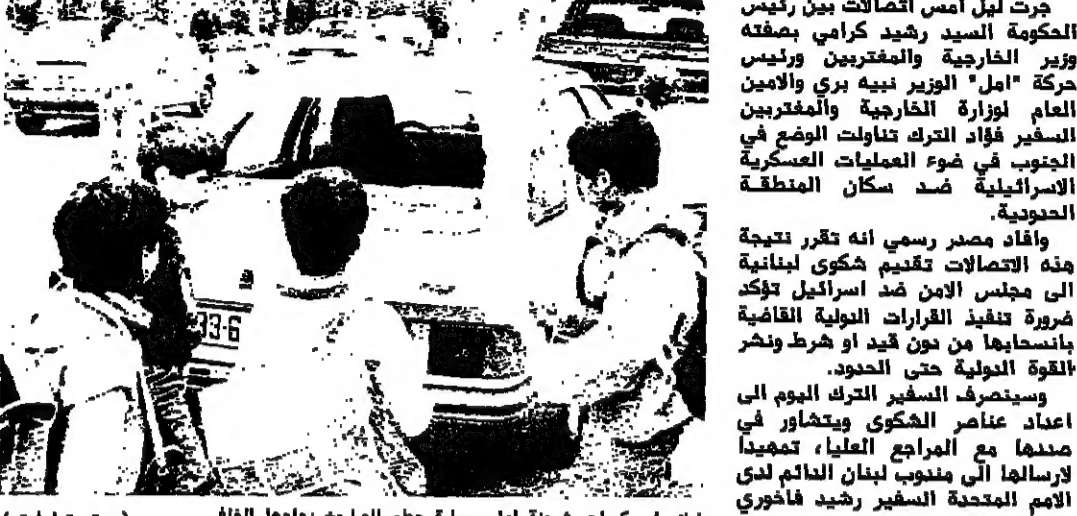 جرت ليل امس اتصالات بين رئيس
الحكومة السيد رشيد كرامي بصفته
وزير الخارجية والمغتربين ورئيس
حركة "امل" الوزير نبيه بري والامين
العام لوزارة الخارجية والمغتربين
السفير فؤاد الترك تناولت الوضع في
الجنوب في ضوء العمليات العسكرية
الاسرائيلية ضد سكان المنطقة
الحدودية.
وافاد مصدر رسمي انه تقرر نتيجة
هذه الاتصالات تقديم شكوى لبنانية
الى مجلس الامن ضد اسرائيل تؤكد
ضرورة تنفيذ القرارات الدولية القاضية
بانسحابها من دون قيد او شرط ونشر
القوة الدولية حتى الحدود.
وسينصرف السفير الترك اليوم الى
اعداد عناصر الشكوى ويتشاور في
صددها مع المراجع العليا، تمهيدا
لارسالها الى مندوب لبنان الدائم لدى
الامم المتحدة السفير رشيد فاخوري
33-6